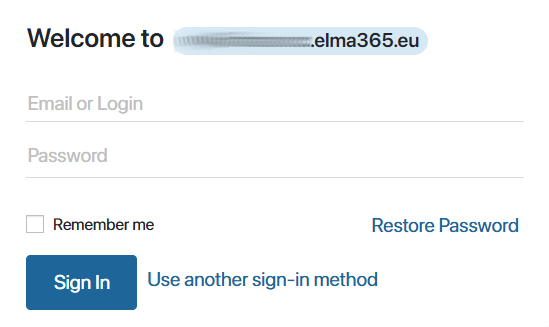 Welcome to .elma365.eu
Email or Login
Password
Remember me Restore Password
Sign In Use another sign-in method